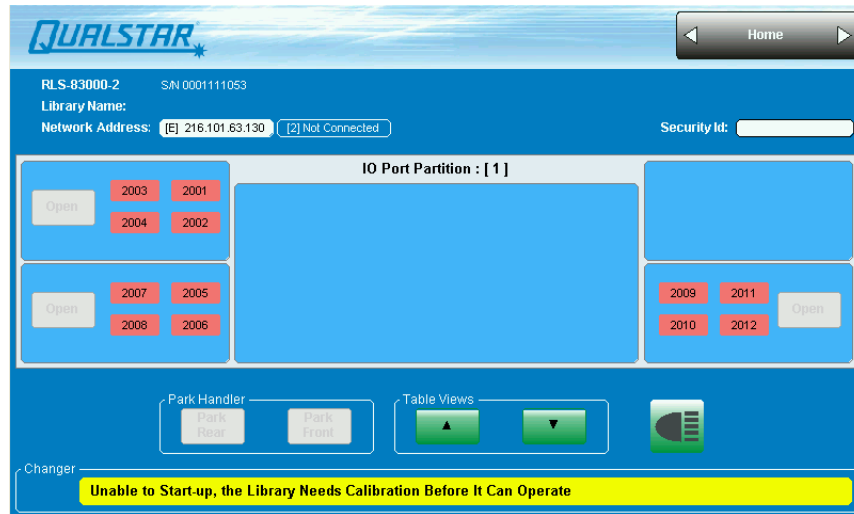 QUALSTAR
Home
RLS-83000-2 S/N 0001111053
Library Name:
Network Address: [E] 216.101.63.130 [2] Not Connected
Security Id:
IO Port Partition : [ 1 ]
Open
2003 2001
2004 2002
Open
2007 2005
2008 2006
2009 2011
2010 2012
Open
Park Handler
Park
Rear
Park
Front
Table Views
Changer
Unable to Start-up, the Library Needs Calibration Before It Can Operate